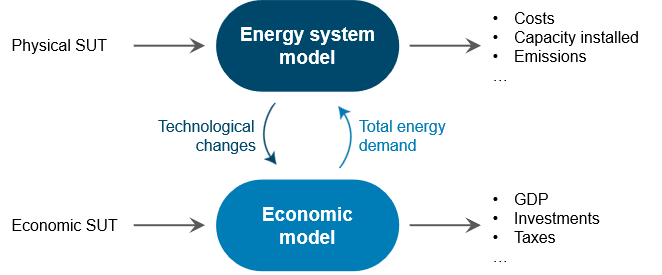 Physical SUT
Energy system
model
• Costs
• Capacity installed
• Emissions
...
Technological
changes
Total energy
demand
Economic SUT
Economic
model
• GDP
• Investments
• Taxes
...